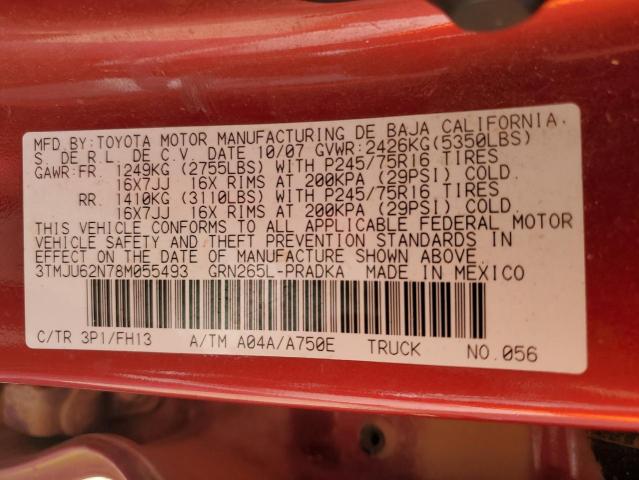 MFD.BY:TOYOTA MOTOR MANUFACTURING DE BAJA CALIFORNIA.
S. DE R.L. DE C.V. DATE 10/07 GVWR:2426KG(5350LBS)
GAWR:FR. 1249KG (2755LBS) WITH P245/75R16 TIRES
16X7JJ 16X RIMS AT 200KPA (29PSI) COLD.
RR. 1410KG (3110LBS) WITH P245/75R16 TIRES
16X7JJ 16X RIMS AT 200KPA (29PSI) COLD.
THIS VEHICLE CONFORMS TO ALL APPLICABLE FEDERAL MOTOR
VEHICLE SAFETY AND THEFT PREVENTION STANDARDS IN
EFFECT ON THE DATE OF MANUFACTURE SHOWN ABOVE.
3TMJU62N78M055493 GRN265L-PRADKA MADE IN MEXICO
C/TR 3P1/FH13 A/TM A04A/A750E TRUCK NO.056